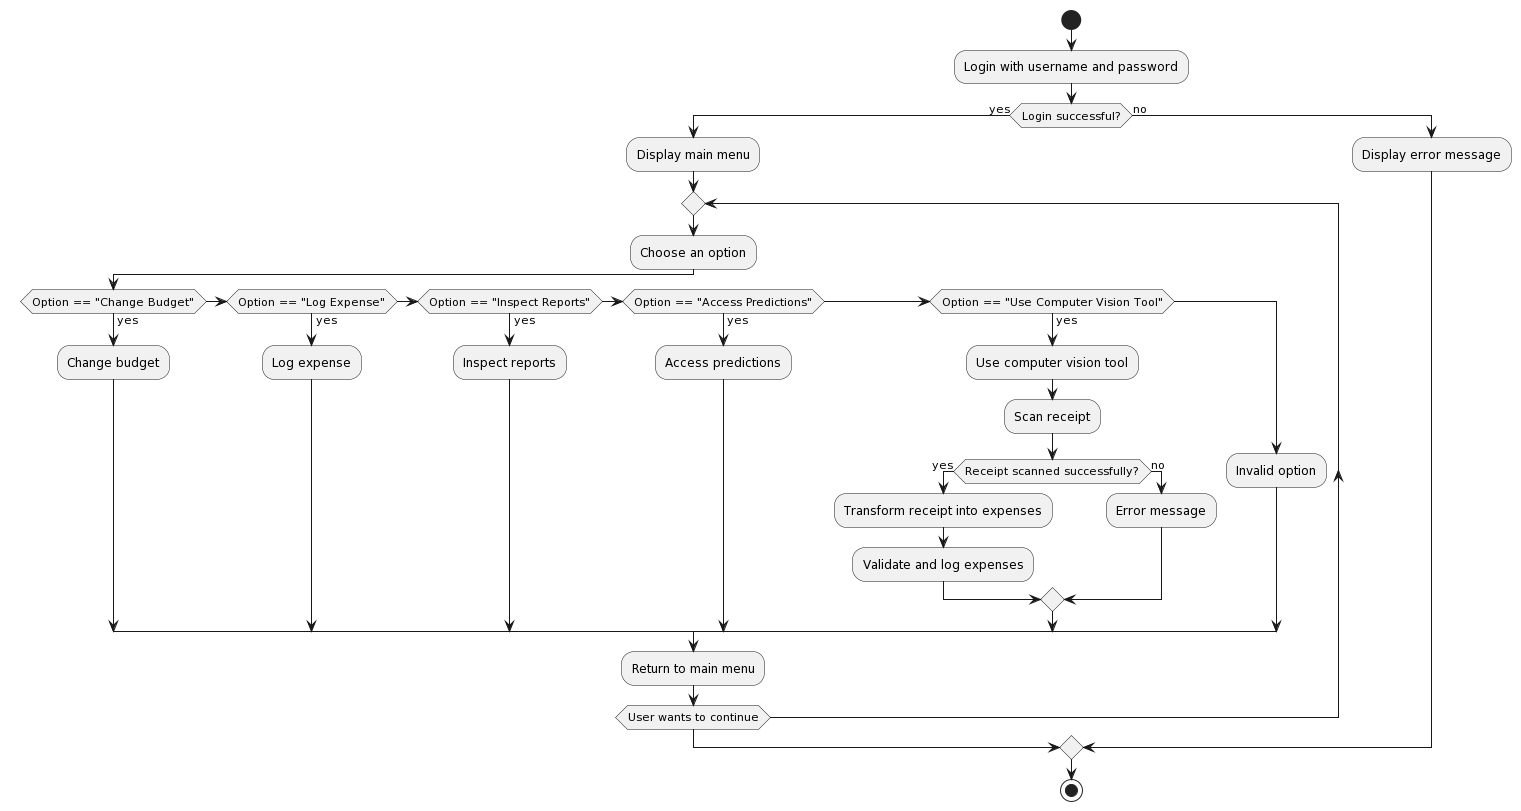 Login with username and password
yes
Login successful?
no
Display main menu
Display error message
Choose an option
Option == "Change Budget"
Option == "Log Expense"
Option == "Inspect Reports"
Option == "Access Predictions"
Option == "Use Computer Vision Tool"
yes
yes
yes
yes
yes
Change budget
Log expense
Inspect reports
Access predictions
Use computer vision tool
Scan receipt
yes
Receipt scanned successfully?
no
Invalid option
Transform receipt into expenses
Error message
Validate and log expenses
Return to main menu
User wants to continue